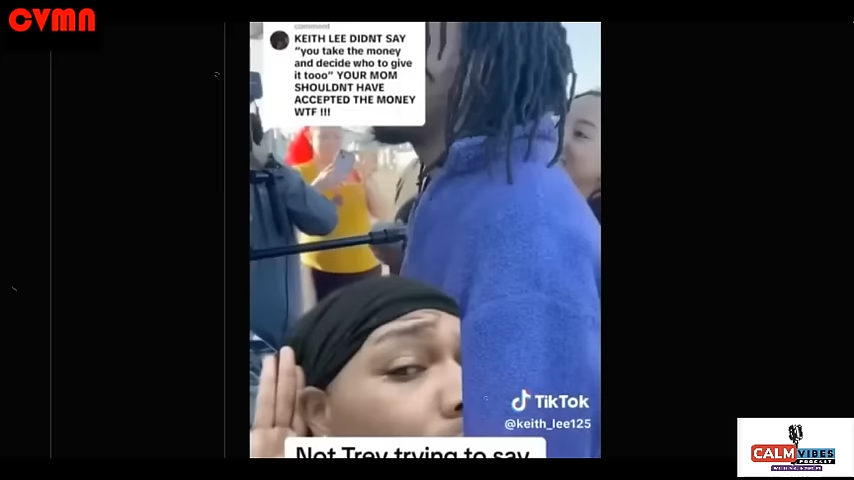 CVMN
comment
KEITH LEE DIDNT SAY
“you take the money
and decide who to give
it tooo” YOUR MOM
SHOULDNT HAVE
ACCEPTED THE MONEY
WTF !!!
TikTok
@keith_lee125
Not Trey trying to say
CALM VIBES
PODCAST